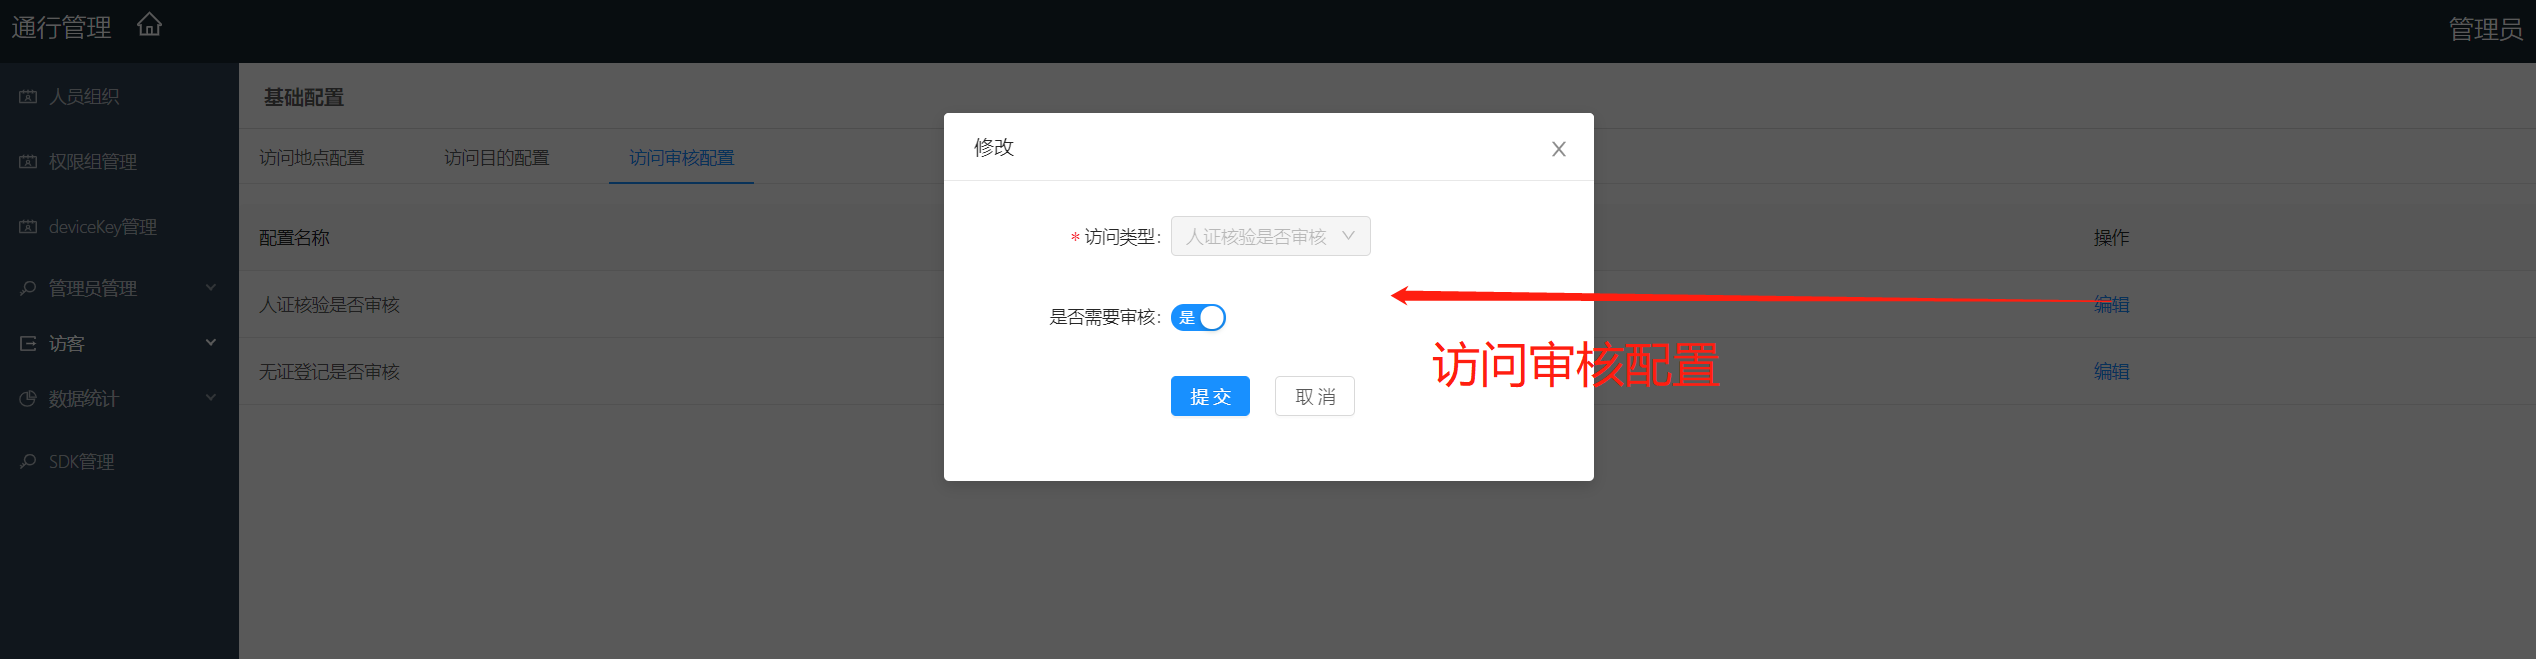 通行管理
管理员
人员组织
权限组管理
deviceKey管理
管理员管理
访客
数据统计
SDK管理
基础配置
访问地点配置 访问目的配置 访问审核配置
配置名称 操作
人证核验是否审核 编辑
无证登记是否审核 编辑
修改
* 访问类型: 人证核验是否审核
是否需要审核: 是
提交 取消
访问审核配置